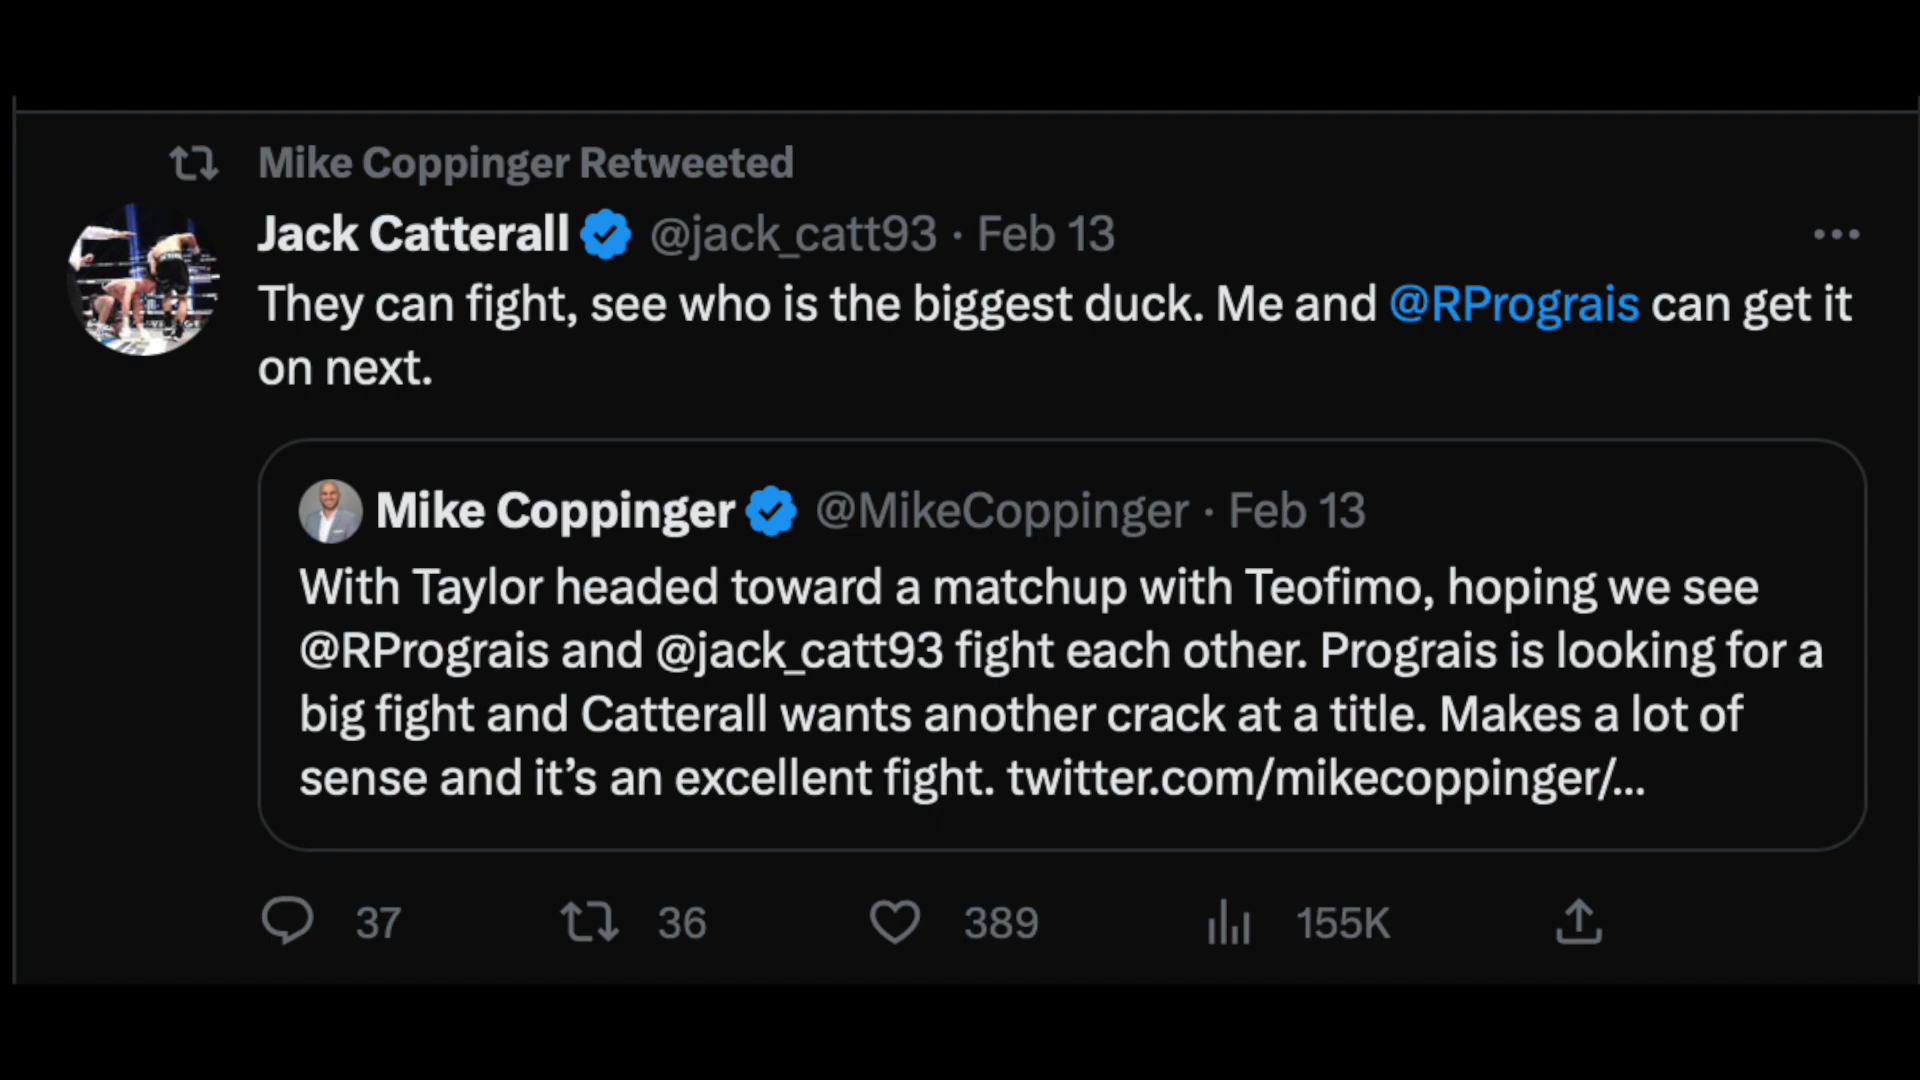 Mike Coppinger Retweeted
Jack Catterall @jack_catt93 · Feb 13
They can fight, see who is the biggest duck. Me and @RPrograis can get it
on next.
Mike Coppinger @MikeCoppinger · Feb 13
With Taylor headed toward a matchup with Teofimo, hoping we see
@RPrograis and @jack_catt93 fight each other. Prograis is looking for a
big fight and Catterall wants another crack at a title. Makes a lot of
sense and it’s an excellent fight. twitter.com/mikecoppinger/…
37 36 389 155K